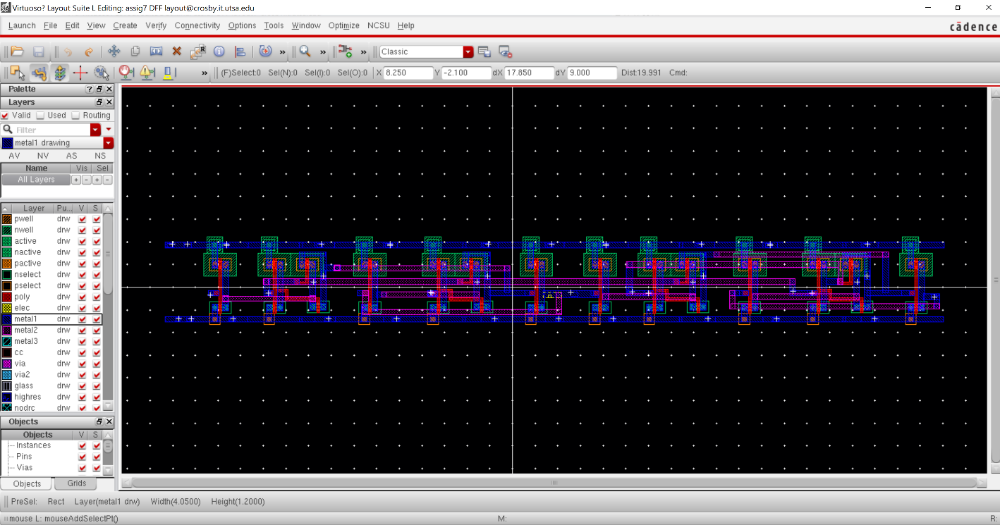 Virtuoso? Layout Suite L Editing: assig7 DFF layout@crosby.it.utsa.edu
Launch File Edit View Create Verify Connectivity Options Tools Window Optimize NCSU Help
cādence
Classic
(F)Select:0 Sel(N):0 Sel(I):0 Sel(O):0 X 8.250 Y -2.100 dX 17.850 dY 9.000 Dist:19.991 Cmd:
Palette
Layers
Valid Used Routing
Filter
metal1 drawing
AV NV AS NS
Name Vis Sel
All Layers + - + -
Layer Pu... V S
pwell drw
nwell drw
active drw
nactive drw
pactive drw
nselect drw
pselect drw
poly drw
elec drw
metal1 drw
metal2 drw
metal3 drw
cc drw
via drw
via2 drw
glass drw
highres drw
nodrc drw
Objects
Objects V S
Instances
Pins
Vias
Objects Grids
PreSel: Rect Layer(metal1 drw) Width(4.0500) Height(1.2000)
mouse L: mouseAddSelectPt() M: R: